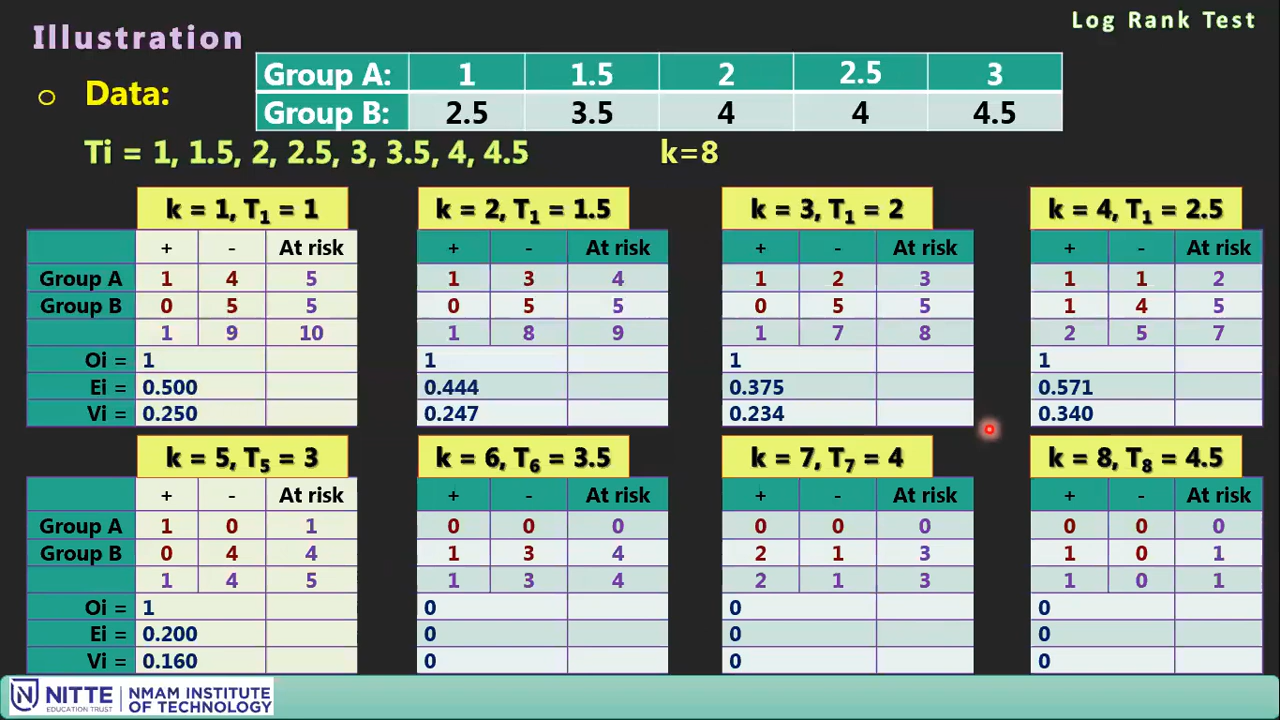 Log Rank Test
Illustration
o Data:
Group A: 1 1.5 2 2.5 3
Group B: 2.5 3.5 4 4 4.5
Ti = 1, 1.5, 2, 2.5, 3, 3.5, 4, 4.5 k=8
k = 1, T1 = 1 k = 2, T1 = 1.5 k = 3, T1 = 2 k = 4, T1 = 2.5
+ - At risk + - At risk + - At risk + - At risk
Group A 1 4 5 1 3 4 1 2 3 1 1 2
Group B 0 5 5 0 5 5 0 5 5 1 4 5
1 9 10 1 8 9 1 7 8 2 5 7
Oi = 1 1 1 1
Ei = 0.500 0.444 0.375 0.571
Vi = 0.250 0.247 0.234 0.340
k = 5, T5 = 3 k = 6, T6 = 3.5 k = 7, T7 = 4 k = 8, T8 = 4.5
+ - At risk + - At risk + - At risk + - At risk
Group A 1 0 1 0 0 0 0 0 0 0 0 0
Group B 0 4 4 1 3 4 2 1 3 1 0 1
1 4 5 1 3 4 2 1 3 1 0 1
Oi = 1 0 0 0
Ei = 0.200 0 0 0
Vi = 0.160 0 0 0
NITTE
EDUCATION TRUST
NMAM INSTITUTE
OF TECHNOLOGY